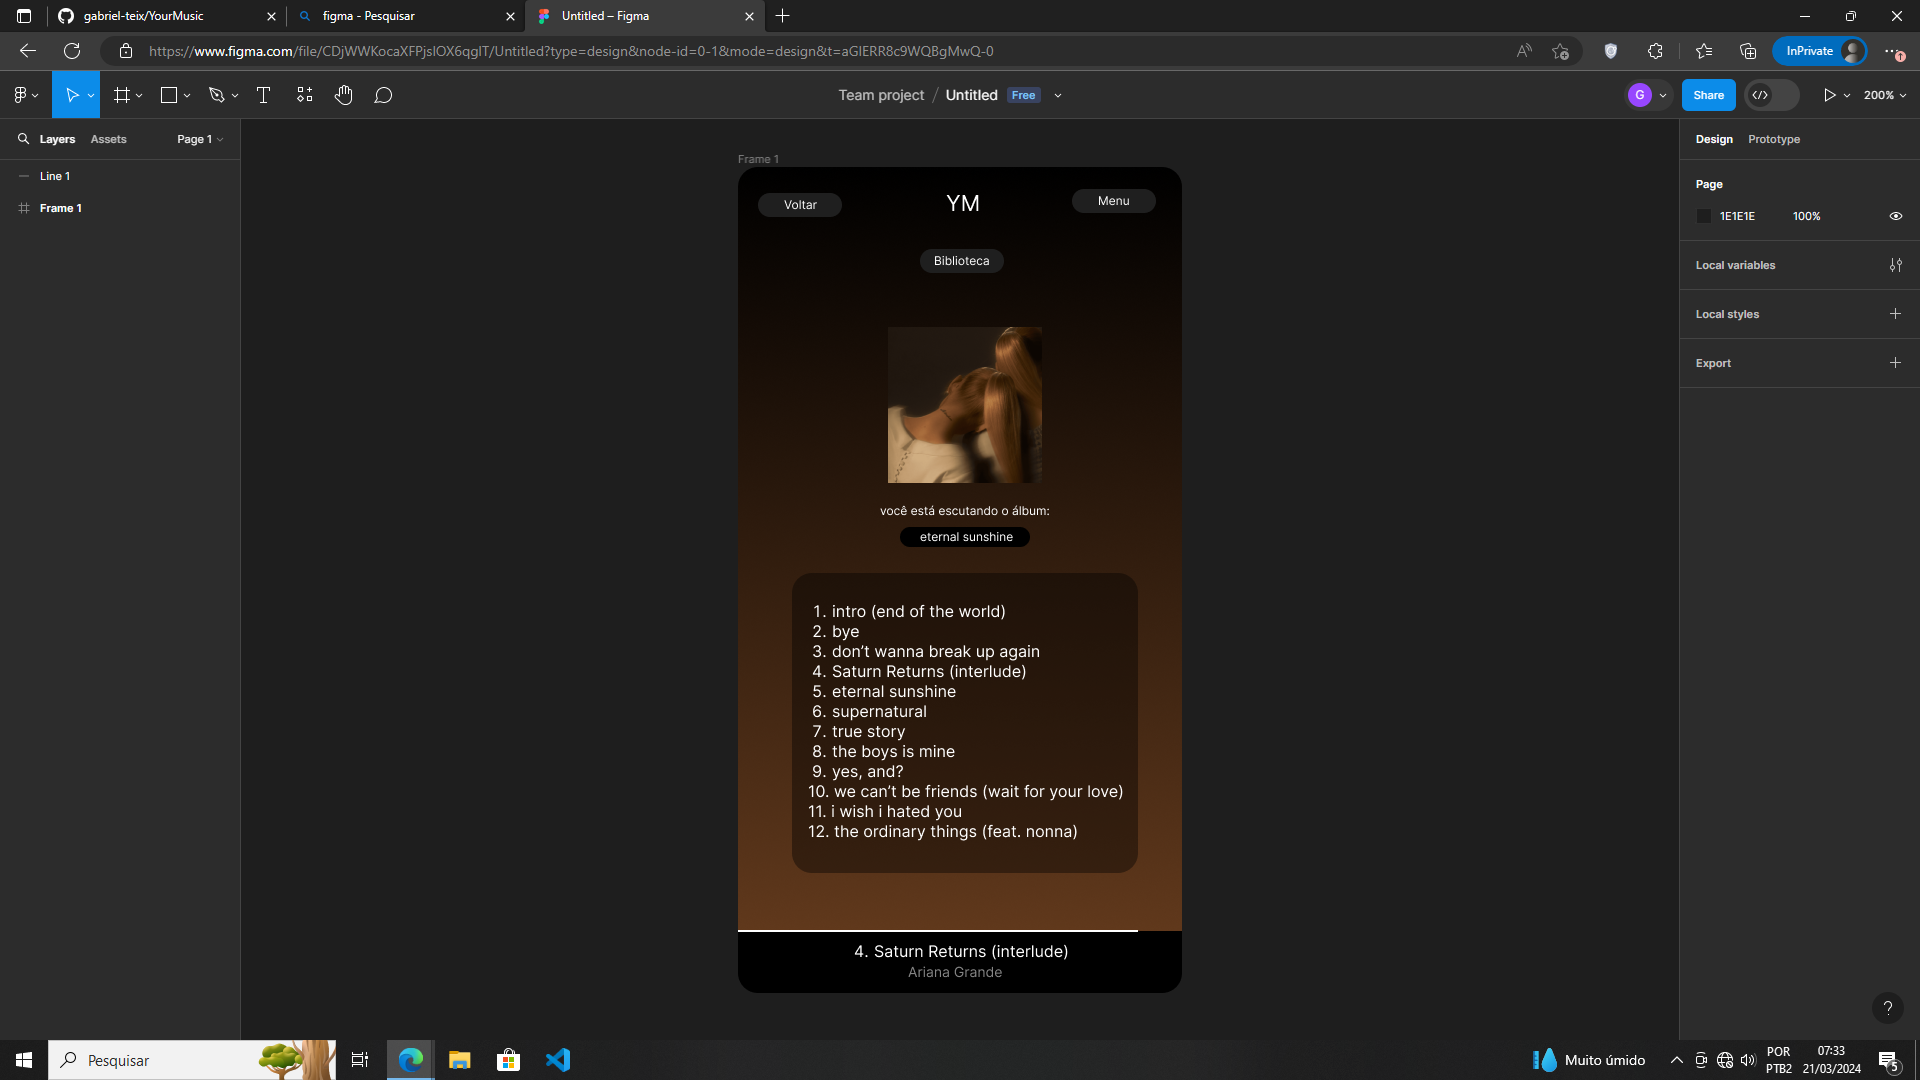 gabriel-teix/YourMusic
figma - Pesquisar
Untitled – Figma
https://www.figma.com/file/CDjWWKocaXFPjslOX6qglT/Untitled?type=design&node-id=0-1&mode=design&t=aGlERR8c9WQBgMwQ-0
InPrivate
Team project / Untitled Free
G
Share
200%
Layers
Assets
Page 1
Line 1
Frame 1
Frame 1
Voltar
YM
Menu
Biblioteca
você está escutando o álbum:
eternal sunshine
1. intro (end of the world)
2. bye
3. don’t wanna break up again
4. Saturn Returns (interlude)
5. eternal sunshine
6. supernatural
7. true story
8. the boys is mine
9. yes, and?
10. we can’t be friends (wait for your love)
11. i wish i hated you
12. the ordinary things (feat. nonna)
4. Saturn Returns (interlude)
Ariana Grande
Design
Prototype
Page
1E1E1E
100%
Local variables
Local styles
Export
?
Pesquisar
Muito úmido
POR
PTB2
07:33
21/03/2024
5